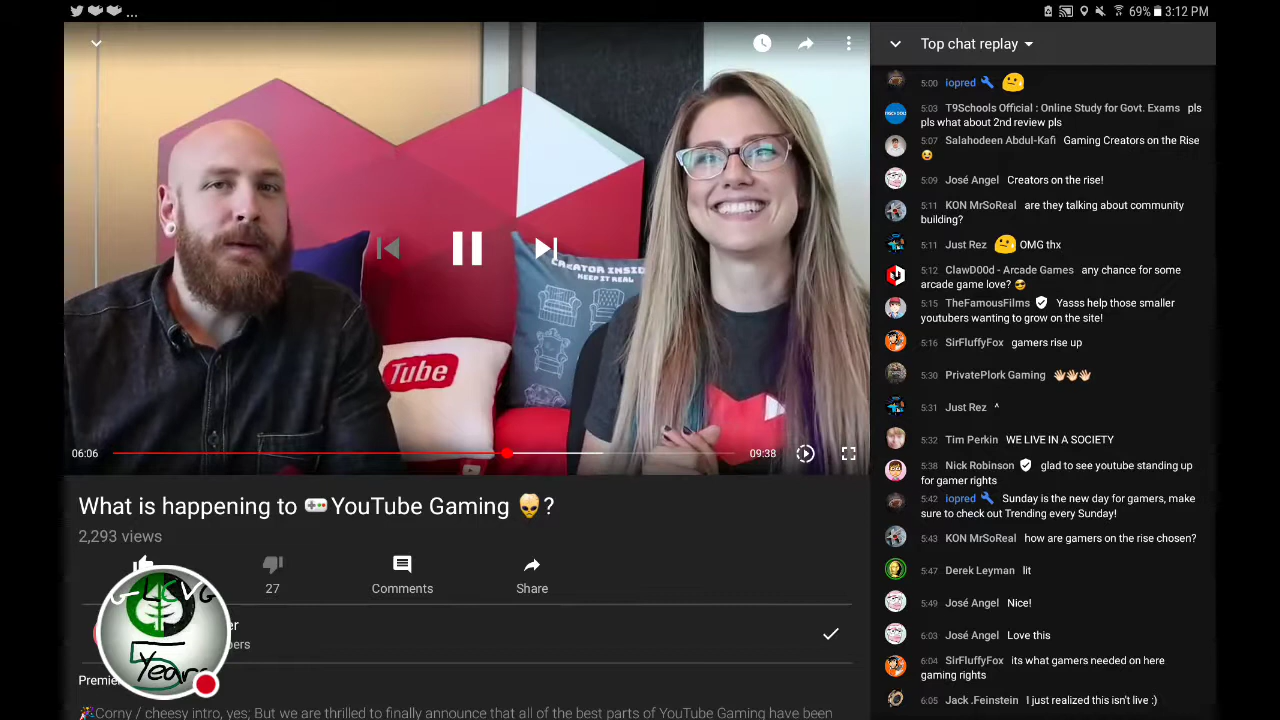 69% 3:12 PM
Top chat replay
5:00 iopred
5:03 T9Schools Official : Online Study for Govt. Exams pls
pls what about 2nd review pls
5:07 Salahodeen Abdul-Kafi Gaming Creators on the Rise
5:09 José Angel Creators on the rise!
5:11 KON MrSoReal are they talking about community
building?
5:11 Just Rez OMG thx
5:12 ClawD00d - Arcade Games any chance for some
arcade game love?
5:15 TheFamousFilms Yasss help those smaller
youtubers wanting to grow on the site!
5:16 SirFluffyFox gamers rise up
5:30 PrivatePlork Gaming
5:31 Just Rez ^
5:32 Tim Perkin WE LIVE IN A SOCIETY
5:38 Nick Robinson glad to see youtube standing up
for gamer rights
5:42 iopred Sunday is the new day for gamers, make
sure to check out Trending every Sunday!
5:43 KON MrSoReal how are gamers on the rise chosen?
5:47 Derek Leyman lit
5:49 José Angel Nice!
6:03 José Angel Love this
6:04 SirFluffyFox its what gamers needed on here
gaming rights
6:05 Jack .Feinstein I just realized this isn't live :)
CREATOR INSID
KEEP IT REAL
Tube
06:06 09:38
What is happening to YouTube Gaming ?
2,293 views
27 Comments Share
G-LSVG
5
Years
er
bers
Premie
Corny / cheesy intro, yes; But we are thrilled to finally announce that all of the best parts of YouTube Gaming have been